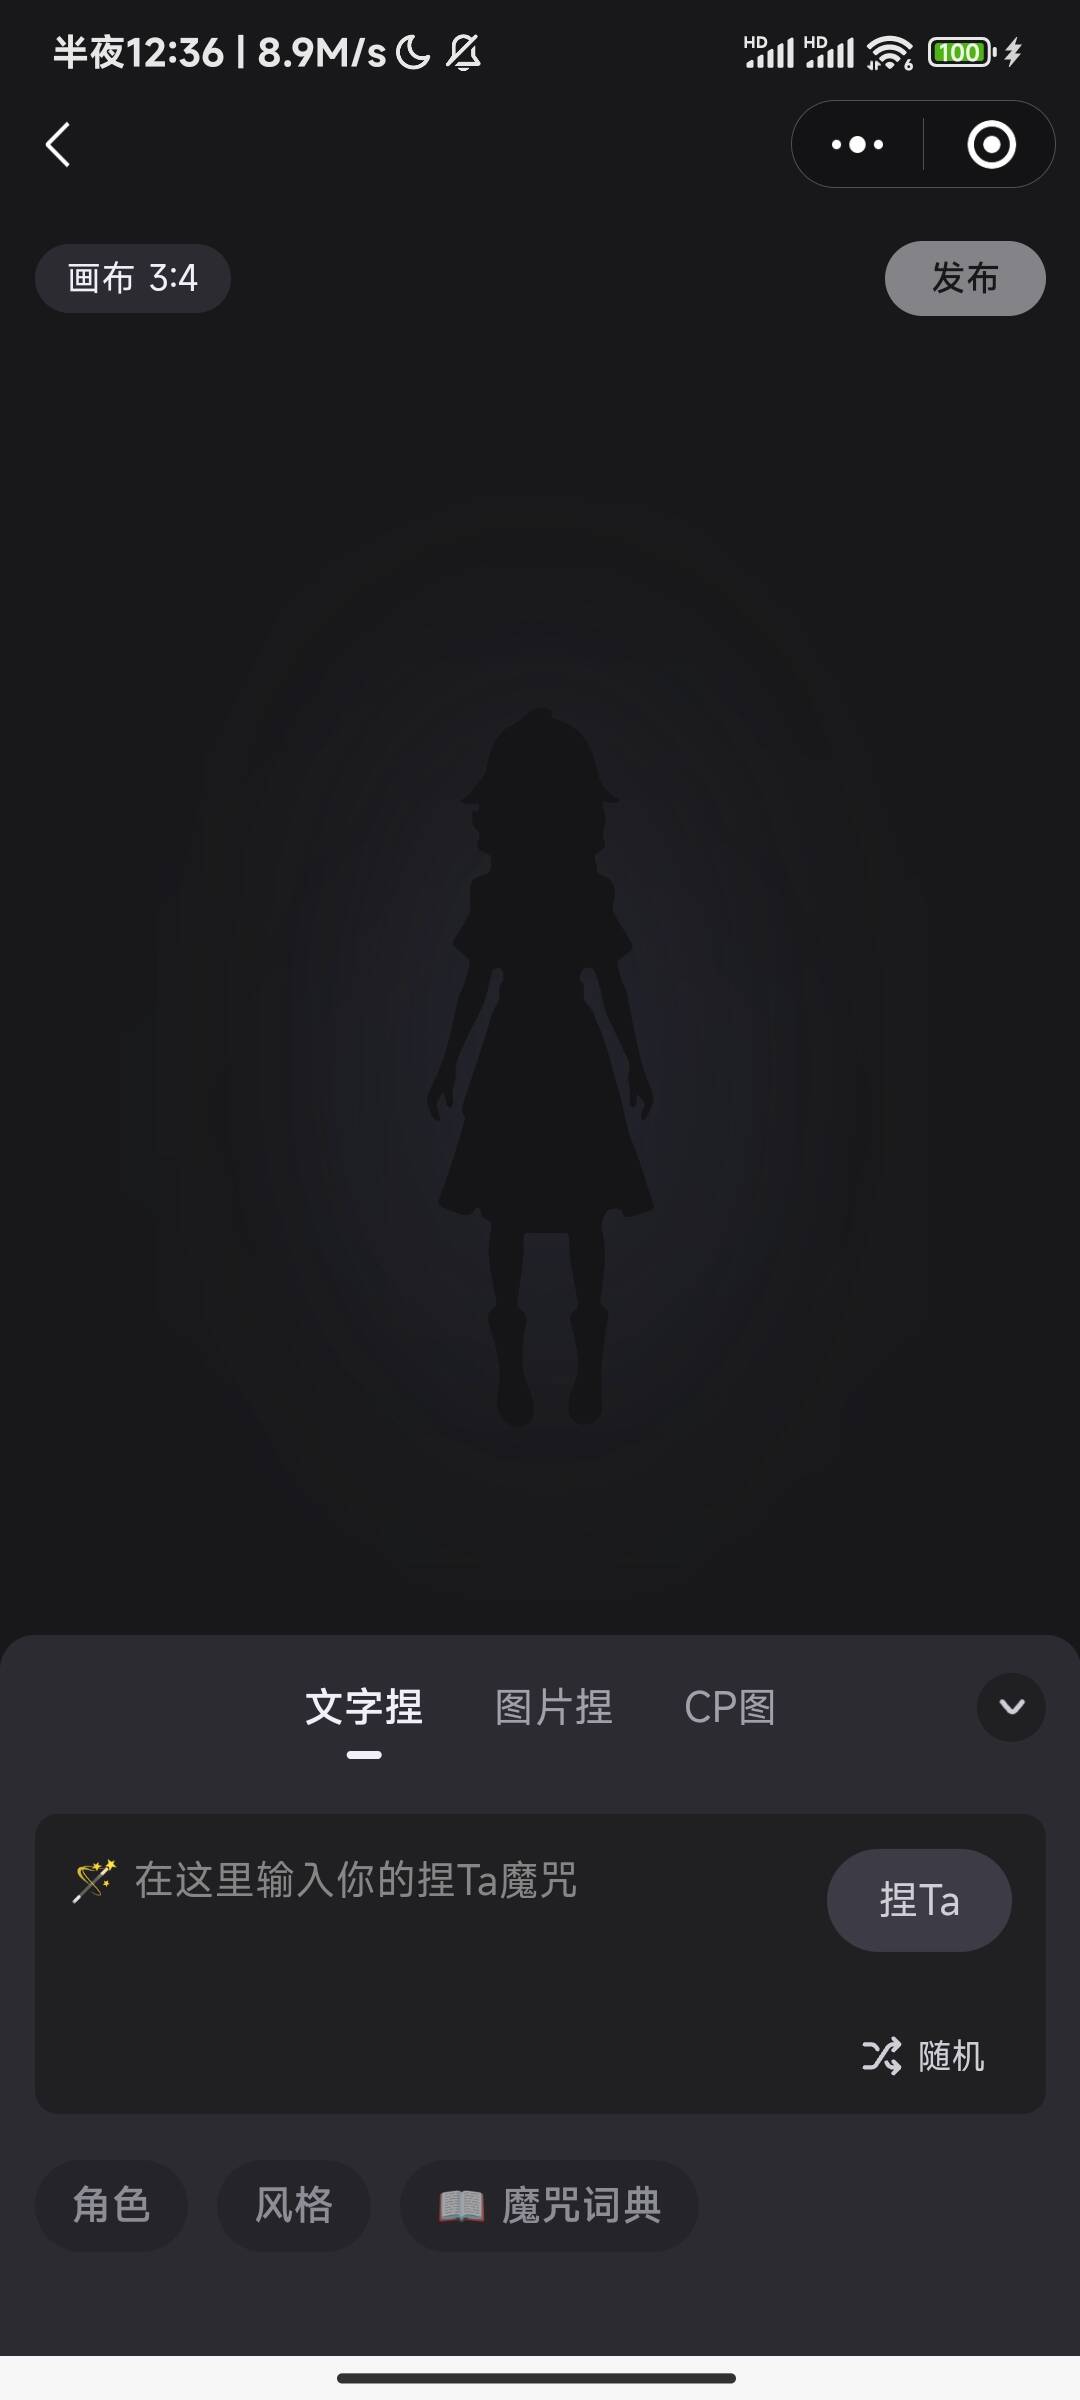 半夜12:36 | 8.9M/s
HD HD 6 100
画布 3:4
发布
文字捏 图片捏 CP图
在这里输入你的捏Ta魔咒
捏Ta
随机
角色 风格 魔咒词典